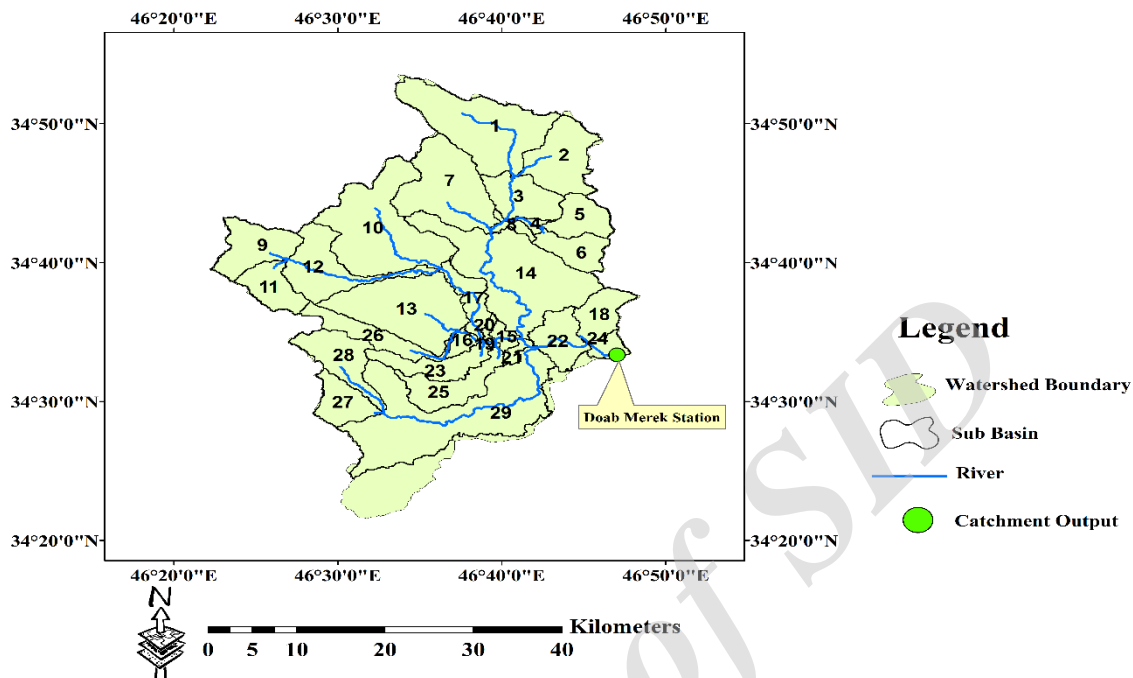 46°20'0"E 46°30'0"E 46°40'0"E 46°50'0"E
34°50'0"N 34°50'0"N
1
2
7
3
5
8 4
10
6
9
12
14
11
17
13
18
20
26
16 15
19
22 24
28
21
23
25
27
29
34°40'0"N 34°40'0"N
34°30'0"N 34°30'0"N
34°20'0"N 34°20'0"N
Doab Merek Station
46°20'0"E 46°30'0"E 46°40'0"E 46°50'0"E
Legend
Watershed Boundary
Sub Basin
River
Catchment Output
N
Kilometers
0 5 10 20 30 40
of SID